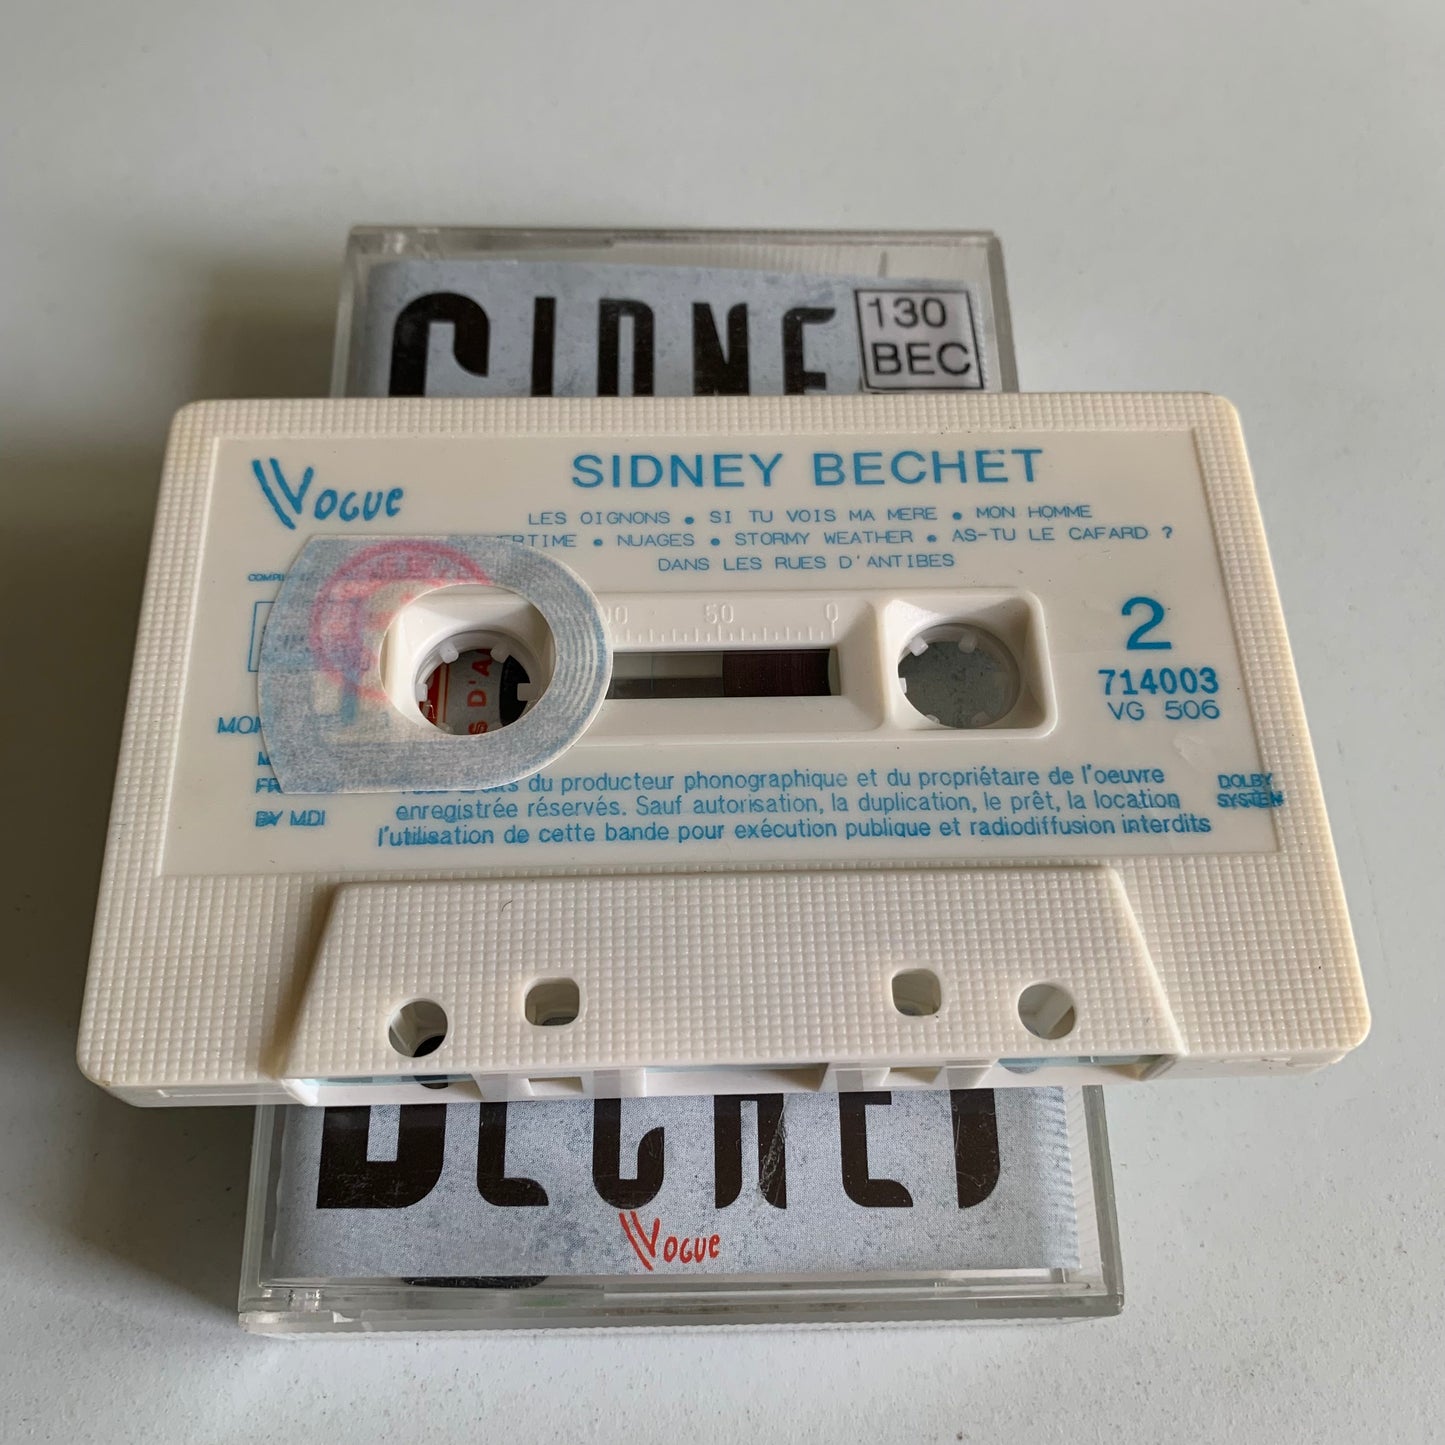 130
BEC
Vogue
SIDNEY BECHET
LES OIGNONS • SI TU VOIS MA MERE • MON HOMME
• NUAGES • STORMY WEATHER • AS-TU LE CAFARD ?
DANS LES RUES D'ANTIBES
50 0
2
714003
VG 506
du producteur phonographique et du propriétaire de l'oeuvre
enregistrée réservés. Sauf autorisation, la duplication, le prêt, la location
l'utilisation de cette bande pour exécution publique et radiodiffusion interdits
BY MDI
DOLBY
SYSTEM
Vogue